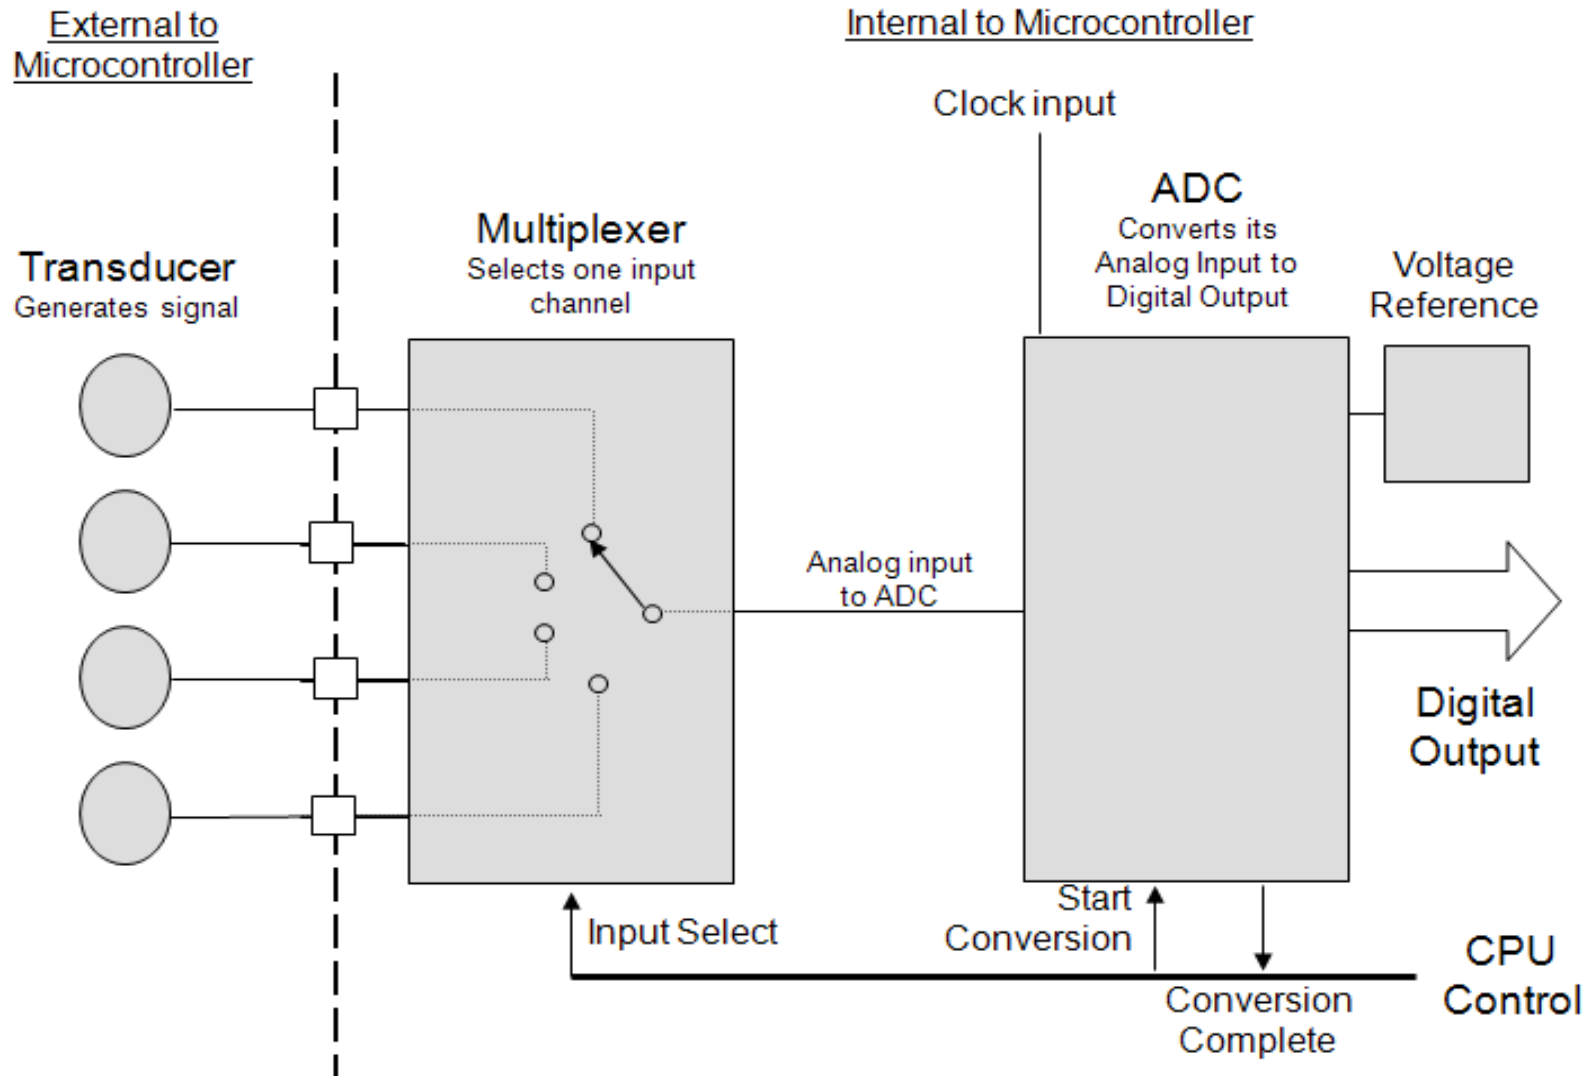 External to
Microcontroller
Internal to Microcontroller
Clock input
ADC
Converts its
Analog Input to
Digital Output
Multiplexer
Selects one input
channel
Transducer
Generates signal
Voltage
Reference
Analog input
to ADC
Digital
Output
Input Select
Start
Conversion
Conversion
Complete
CPU
Control